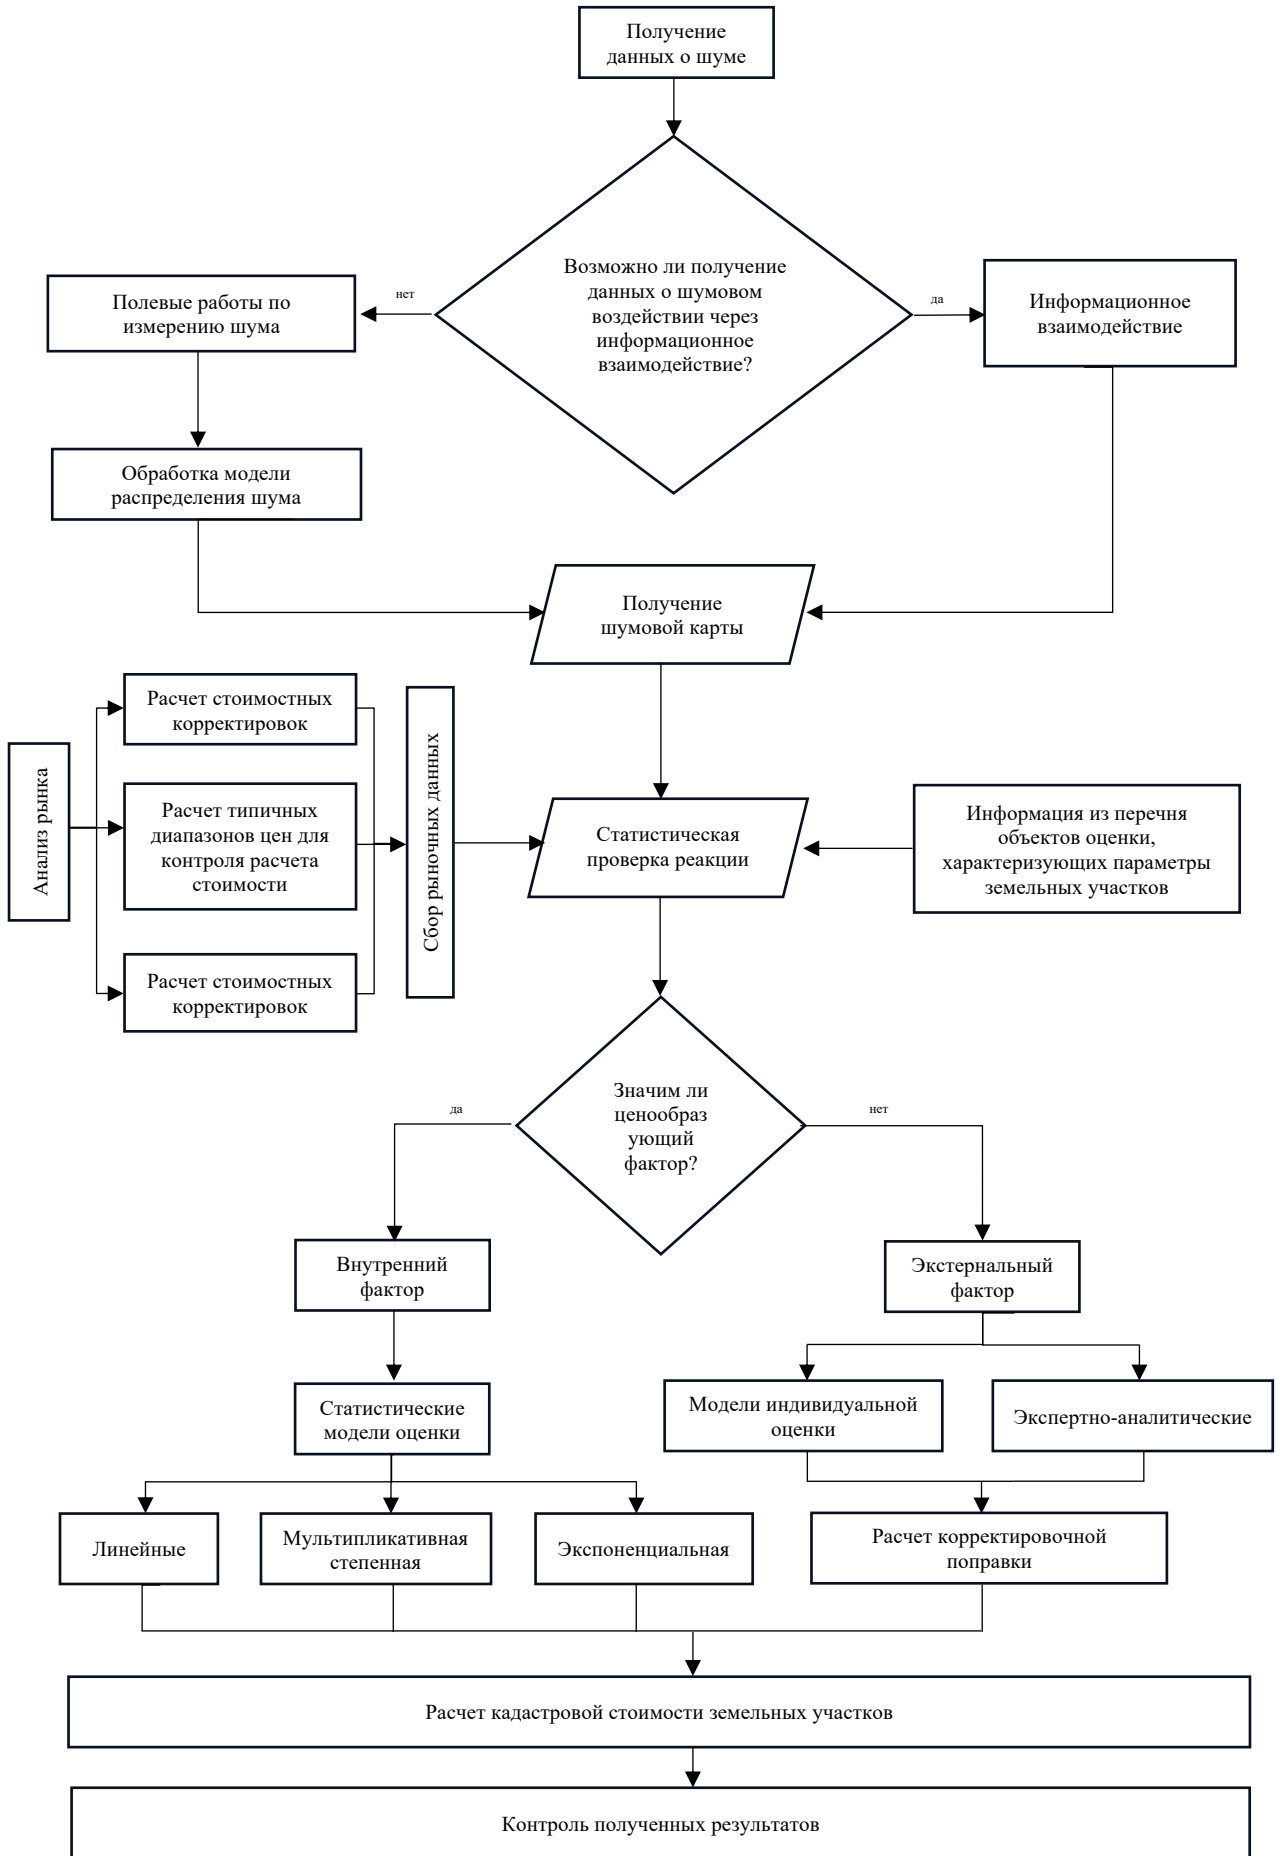 Получение
данных о шуме
Возможно ли получение
данных о шумовом
воздействии через
информационное
взаимодействие?
нет
да
Полевые работы по
измерению шума
Информационное
взаимодействие
Обработка модели
распределения шума
Получение
шумовой карты
Анализ рынка
Расчет стоимостных
корректировок
Расчет типичных
диапазонов цен для
контроля расчета
стоимости
Расчет стоимостных
корректировок
Сбор рыночных данных
Статистическая
проверка реакции
Информация из перечня
объектов оценки,
характеризующих параметры
земельных участков
Значим ли
ценообраз
ующий
фактор?
да
нет
Внутренний
фактор
Экстернальный
фактор
Статистические
модели оценки
Модели индивидуальной
оценки
Экспертно-аналитические
Линейные
Мультипликативная
степенная
Экспоненциальная
Расчет корректировочной
поправки
Расчет кадастровой стоимости земельных участков
Контроль полученных результатов